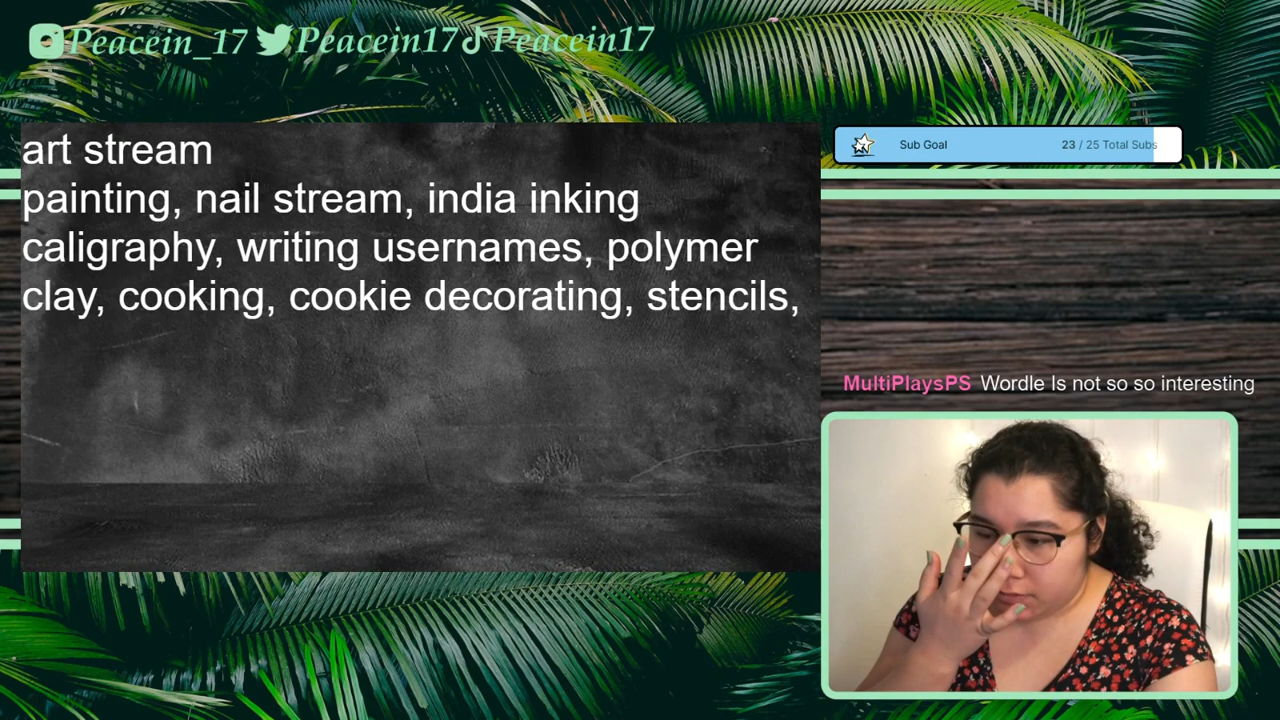 Peacein_17 Peacein17 Peacein17
art stream
painting, nail stream, india inking
caligraphy, writing usernames, polymer
clay, cooking, cookie decorating, stencils,
Sub Goal 23 / 25 Total Subs
MultiPlaysPS Wordle Is not so so interesting